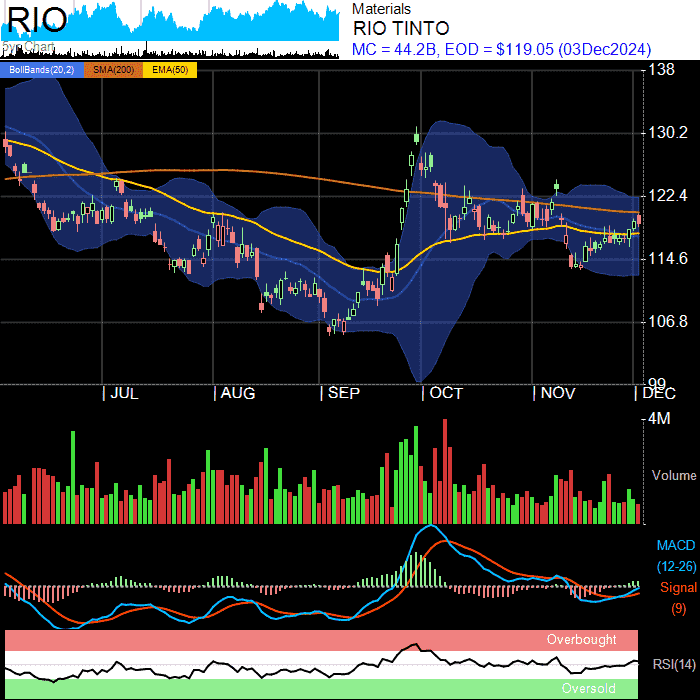 RIO
Materials
RIO TINTO
MC = 44.2B, EOD = $119.05 (03Dec2024)
BollBands(20,2) SMA(200) EMA(50)
138
130.2
122.4
114.6
106.8
99
JUL AUG SEP OCT NOV DEC
4M
Volume
MACD
(12-26)
Signal
(9)
Overbought
RSI(14)
Oversold